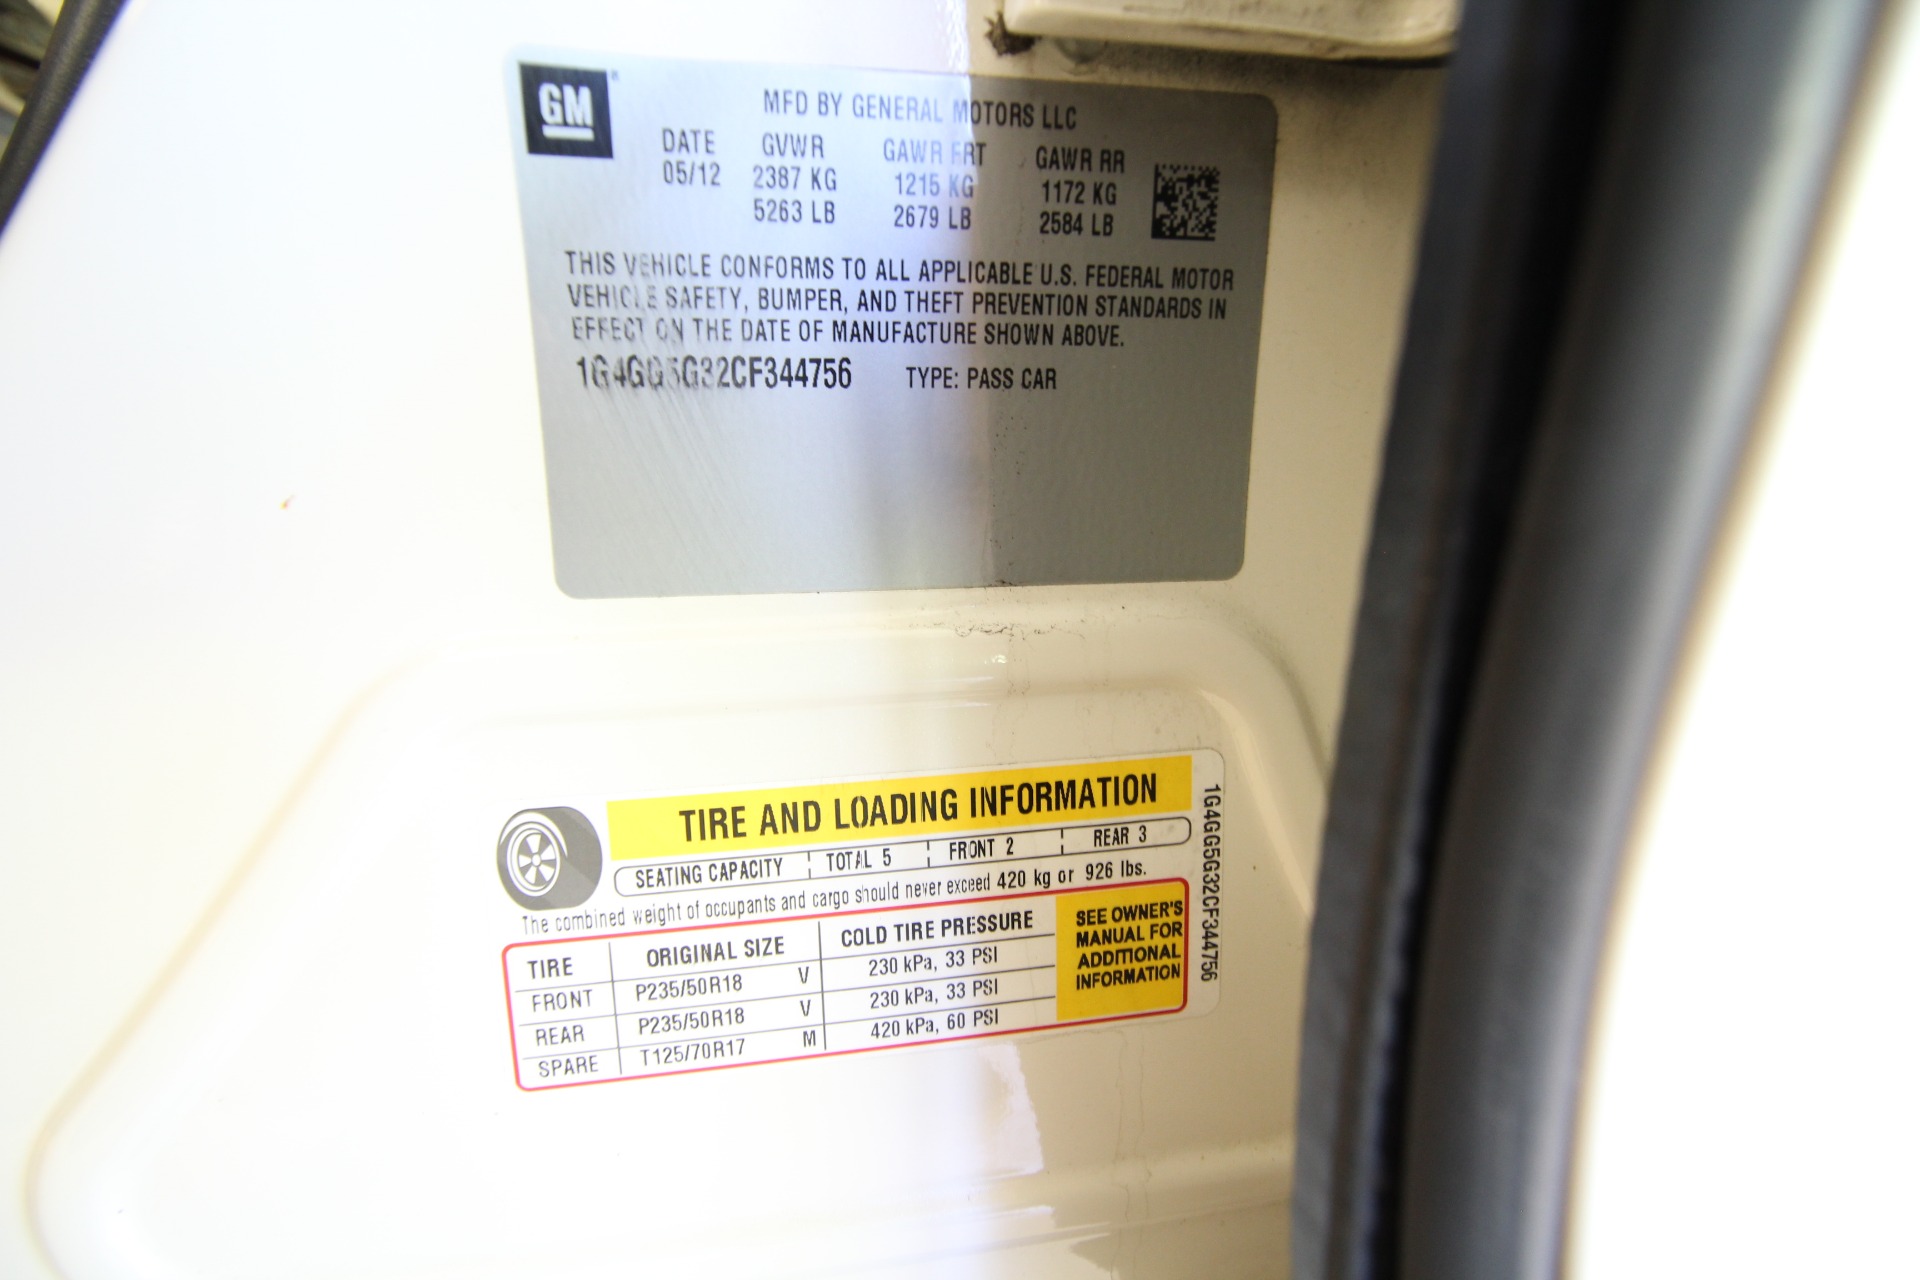 GM
MFD BY GENERAL MOTORS LLC
DATE GVWR GAWR FRT GAWR RR
05/12 2387 KG 1215 KG 1172 KG
5263 LB 2679 LB 2584 LB
THIS VEHICLE CONFORMS TO ALL APPLICABLE U.S. FEDERAL MOTOR
VEHICLE SAFETY, BUMPER, AND THEFT PREVENTION STANDARDS IN
EFFECT ON THE DATE OF MANUFACTURE SHOWN ABOVE.
1G4GG5G32CF344756 TYPE: PASS CAR
TIRE AND LOADING INFORMATION
SEATING CAPACITY TOTAL 5 FRONT 2 REAR 3
The combined weight of occupants and cargo should never exceed 420 kg or 926 lbs.
TIRE ORIGINAL SIZE COLD TIRE PRESSURE
FRONT P235/50R18 V 230 kPa, 33 PSI
REAR P235/50R18 V 230 kPa, 33 PSI
SPARE T125/70R17 M 420 kPa, 60 PSI
SEE OWNER'S
MANUAL FOR
ADDITIONAL
INFORMATION
1G4GG5G32CF344756